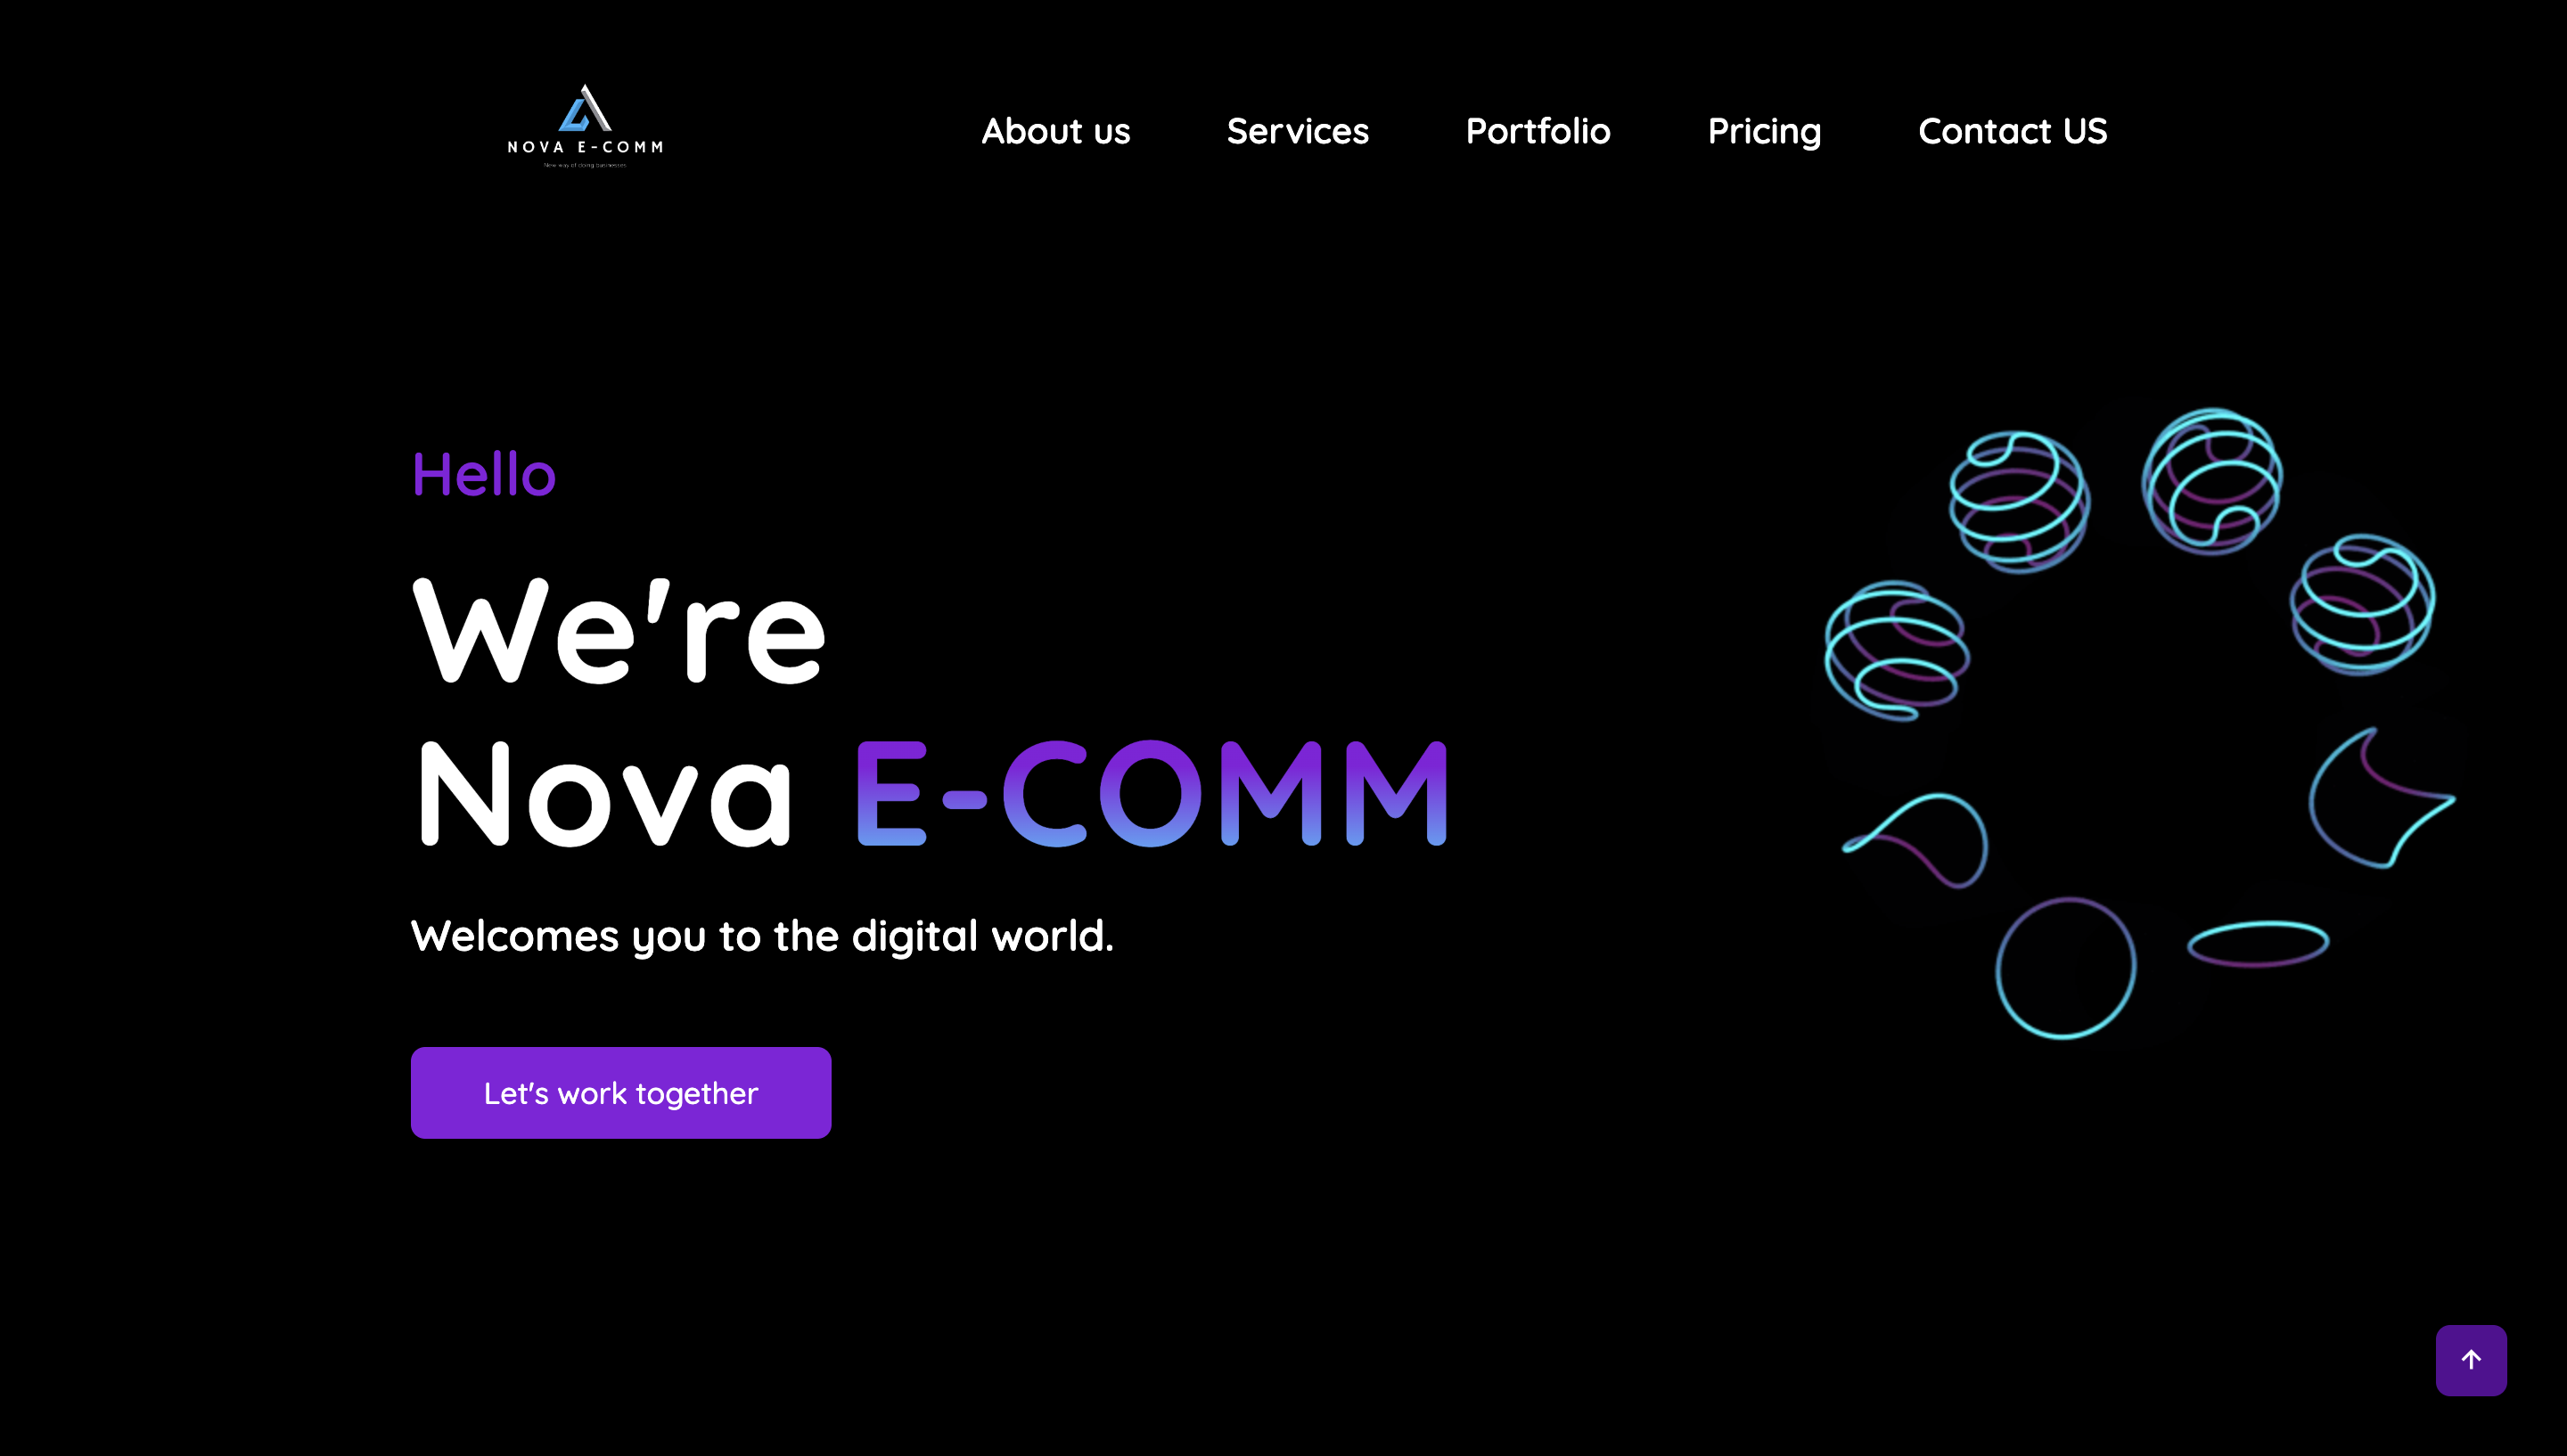 NOVA E-COMM
New way of doing businesses
About us
Services
Portfolio
Pricing
Contact US
Hello
We're
Nova E-COMM
Welcomes you to the digital world.
Let's work together